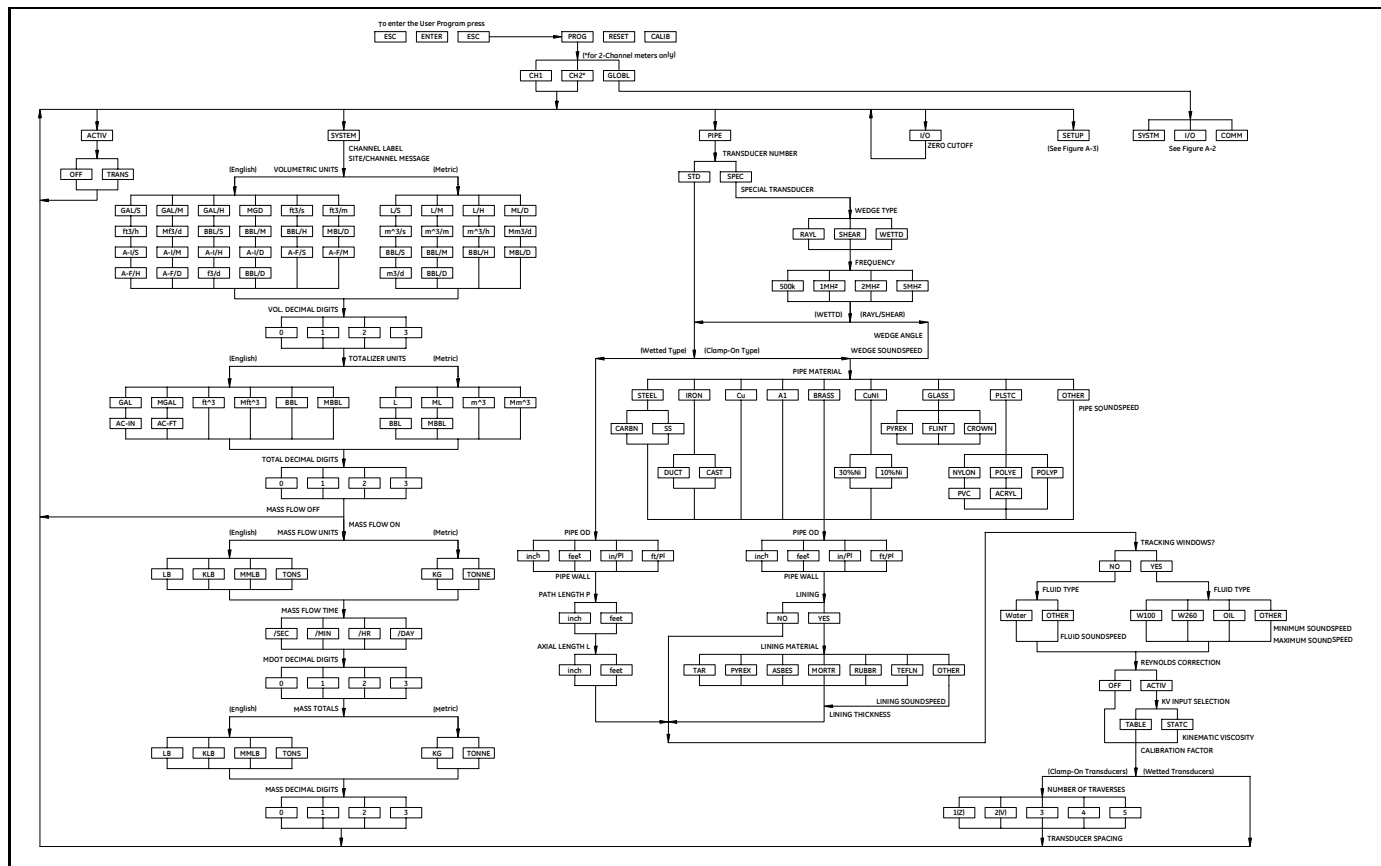 To enter the User Program press
ESC ENTER ESC PROG RESET CALIB
(*for 2-Channel meters only)
CH1 CH2* GLOBL
ACTIV SYSTEM PIPE I/O SETUP SYSTM I/O COMM
CHANNEL LABEL
SITE/CHANNEL MESSAGE
ZERO CUTOFF
(See Figure A-3)
See Figure A-2
OFF TRANS
(English) VOLUMETRIC UNITS (Metric)
GAL/S GAL/M GAL/H MGD ft3/s ft3/m L/S L/M L/H ML/D
ft3/h Mf3/d BBL/S BBL/M BBL/H MBL/D m^3/s m^3/m m^3/h Mm3/d
A-I/S A-I/M A-I/H A-I/D A-F/S A-F/M BBL/S BBL/M BBL/H MBL/D
A-F/H A-F/D f3/d BBL/D m3/d BBL/D
VOL. DECIMAL DIGITS
0 1 2 3
(English) TOTALIZER UNITS (Metric)
GAL MGAL ft^3 Mft^3 BBL MBBL L ML m^3 Mm^3
AC-IN AC-FT BBL MBBL
TOTAL DECIMAL DIGITS
0 1 2 3
MASS FLOW OFF
MASS FLOW ON
(English) MASS FLOW UNITS (Metric)
LB KLB MMLB TONS KG TONNE
MASS FLOW TIME
/SEC /MIN /HR /DAY
MDOT DECIMAL DIGITS
0 1 2 3
(English) MASS TOTALS (Metric)
LB KLB MMLB TONS KG TONNE
MASS DECIMAL DIGITS
0 1 2 3
TRANSDUCER NUMBER
STD SPEC
SPECIAL TRANSDUCER
WEDGE TYPE
RAYL SHEAR WETTD
FREQUENCY
500k 1MHz 2MHz 5MHz
(WETTD) (RAYL/SHEAR)
WEDGE ANGLE
(Wetted Type) (Clamp-On Type) WEDGE SOUNDSPEED
PIPE MATERIAL
STEEL IRON Cu A1 BRASS CuNI GLASS PLSTC OTHER
PIPE SOUNDSPEED
CARBN SS PYREX FLINT CROWN
DUCT CAST 30%Ni 10%Ni NYLON POLYE POLYP
PVC ACRYL
PIPE OD
inch feet in/PI ft/PI
PIPE WALL
PATH LENGTH P
inch feet
AXIAL LENGTH L
inch feet
PIPE OD
inch feet in/PI ft/PI
PIPE WALL
LINING
NO YES
LINING MATERIAL
TAR PYREX ASBES MORTR RUBBR TEFLN OTHER
LINING SOUNDSPEED
LINING THICKNESS
TRACKING WINDOWS?
NO YES
FLUID TYPE FLUID TYPE
Water OTHER W100 W260 OIL OTHER
MINIMUM SOUNDSPEED
FLUID SOUNDSPEED MAXIMUM SOUNDSPEED
REYNOLDS CORRECTION
OFF ACTIV
KV INPUT SELECTION
TABLE STATC
KINEMATIC VISCOSITY
CALIBRATION FACTOR
(Clamp-On Transducers) (Wetted Transducers)
NUMBER OF TRAVERSES
1(Z) 2(V) 3 4 5
TRANSDUCER SPACING